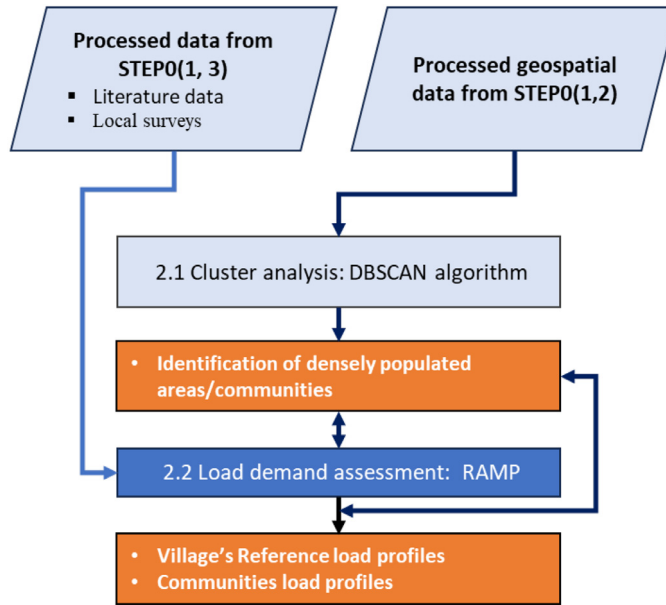 Processed data from
STEP0(1, 3)
▪ Literature data
▪ Local surveys
Processed geospatial
data from STEP0(1,2)
2.1 Cluster analysis: DBSCAN algorithm
• Identification of densely populated
areas/communities
2.2 Load demand assessment:  RAMP
• Village’s Reference load profiles
• Communities load profiles